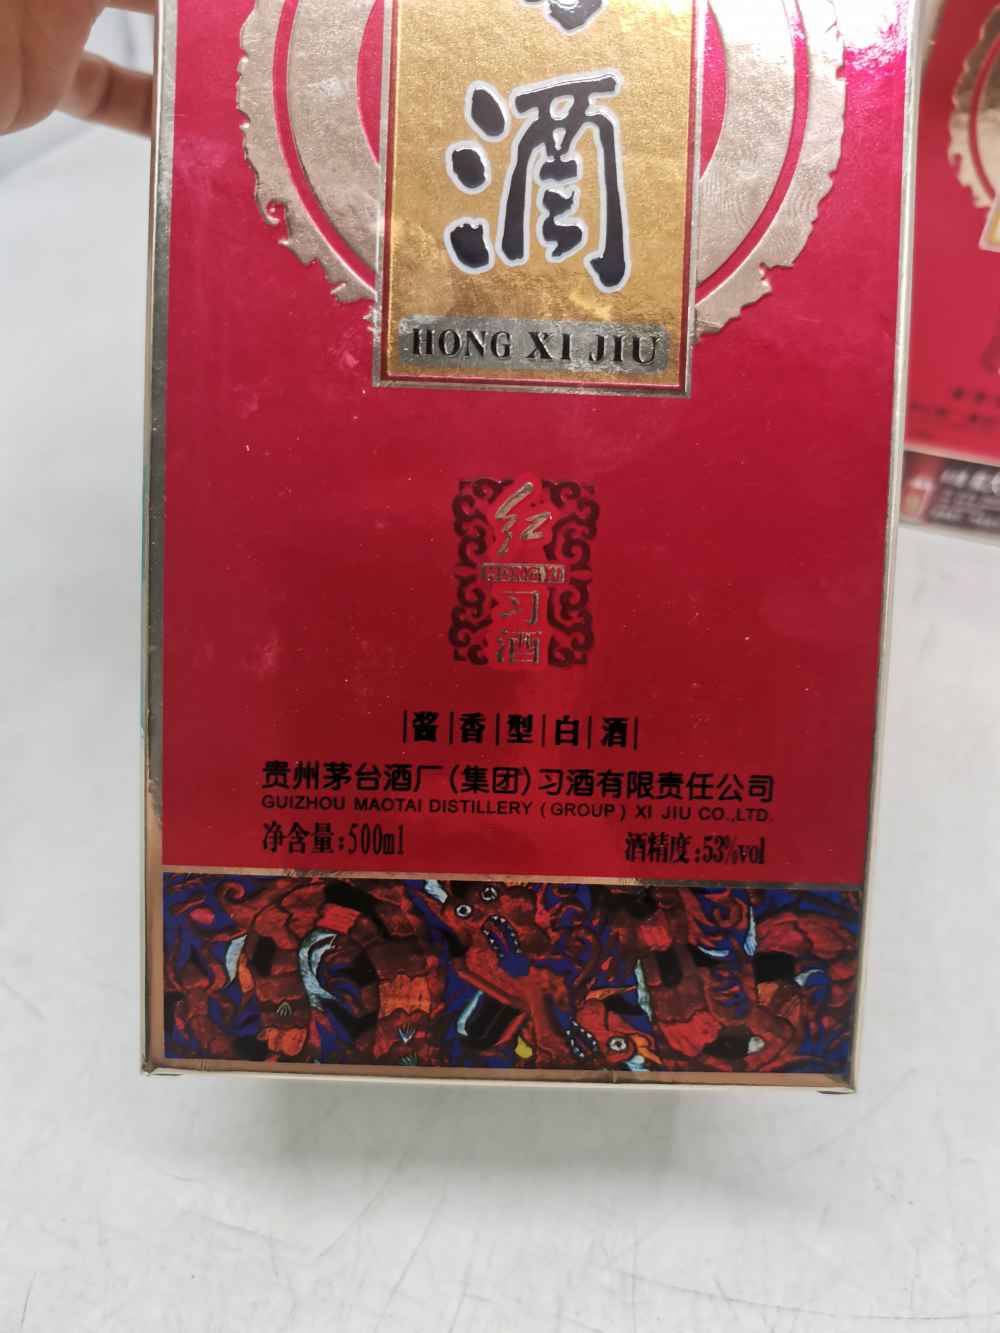 酒
HONG XI JIU
红
HONG XI
习
酒
酱香型白酒
贵州茅台酒厂(集团)习酒有限责任公司
GUIZHOU MAOTAI DISTILLERY (GROUP) XI JIU CO.,LTD.
净含量:500ml
酒精度:53%vol